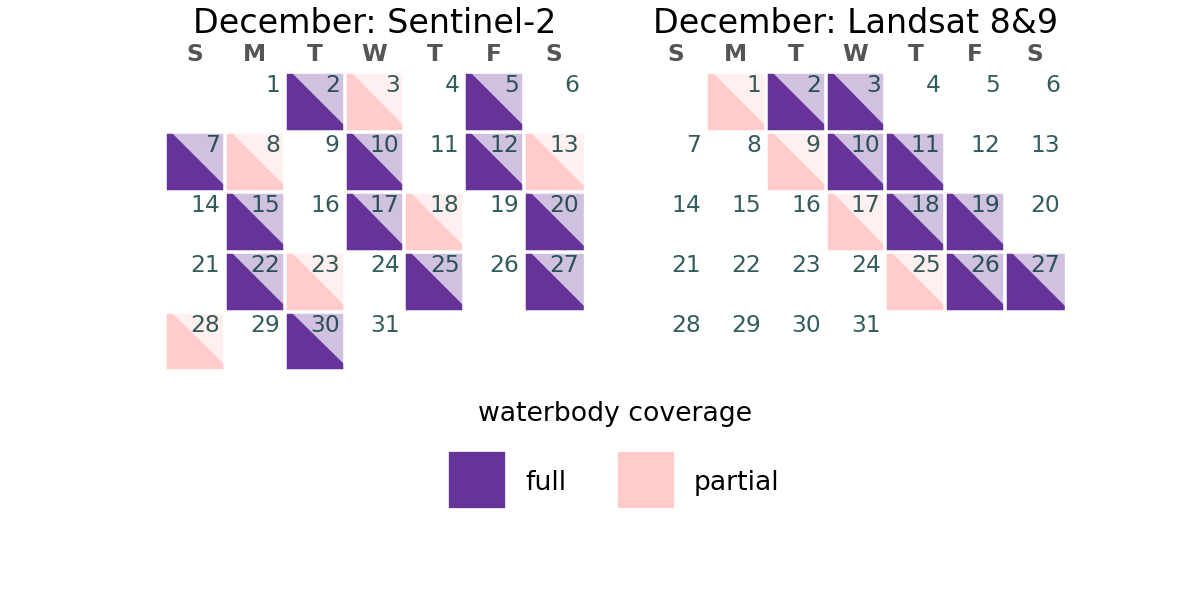 December: Sentinel-2
S M T W T F S
1 2 3 4 5 6
7 8 9 10 11 12 13
14 15 16 17 18 19 20
21 22 23 24 25 26 27
28 29 30 31
December: Landsat 8&9
S M T W T F S
1 2 3 4 5 6
7 8 9 10 11 12 13
14 15 16 17 18 19 20
21 22 23 24 25 26 27
28 29 30 31
waterbody coverage
full partial